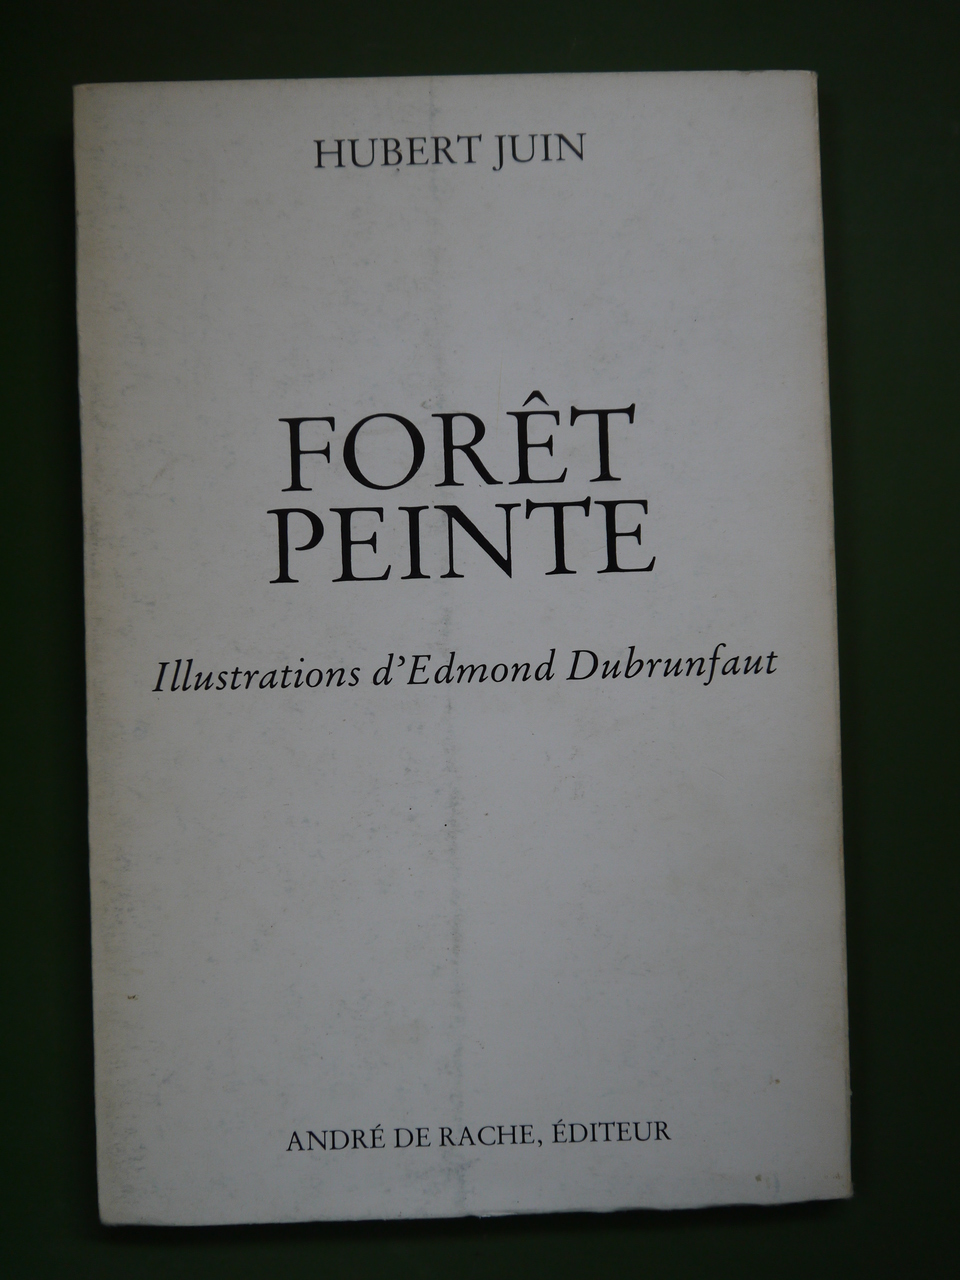 HUBERT JUIN
FORÊT
PEINTE
Illustrations d’Edmond Dubrunfaut
ANDRÉ DE RACHE, ÉDITEUR